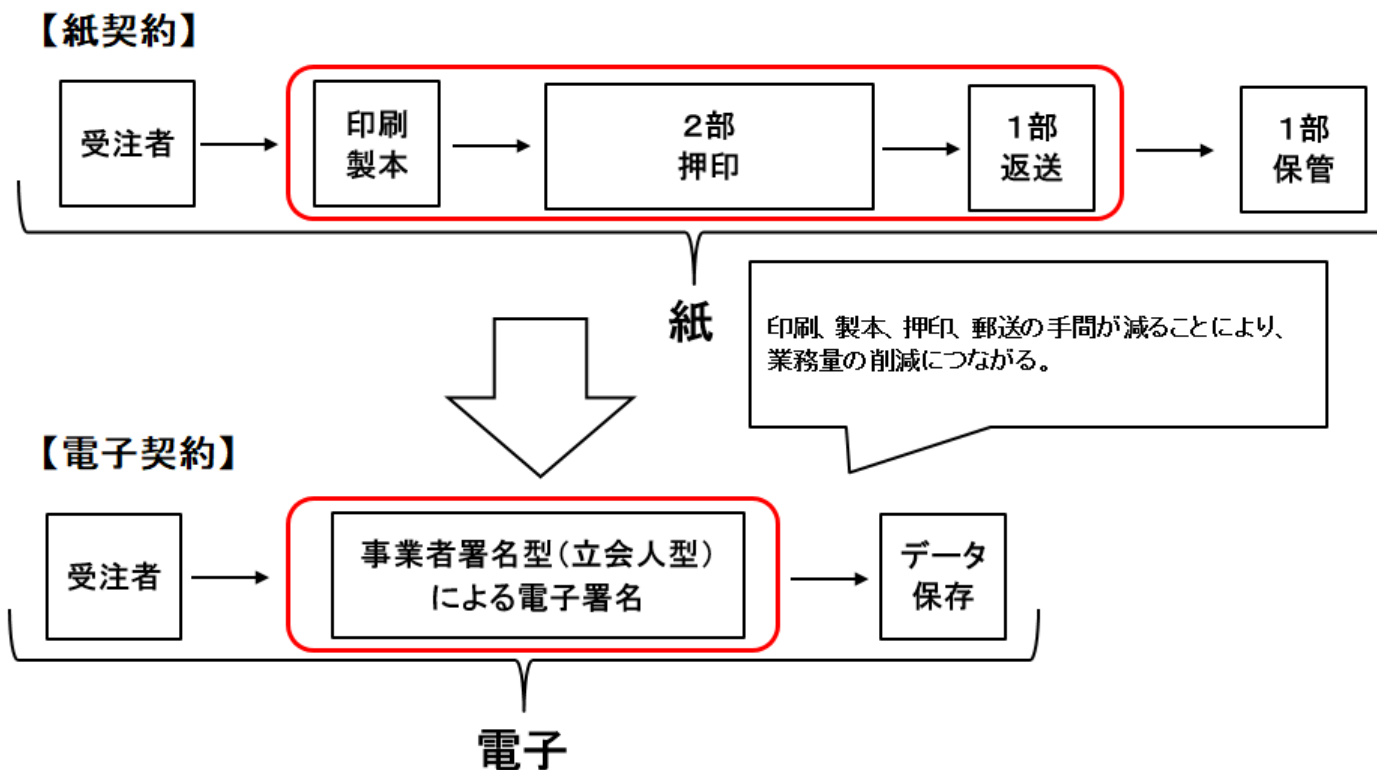 【紙契約】
受注者
印刷
製本
２部
押印
１部
返送
１部
保管
紙
印刷、製本、押印、郵送の手間が減ることにより、
業務量の削減につながる。
【電子契約】
受注者
事業者署名型（立会人型）
による電子署名
データ
保存
電子